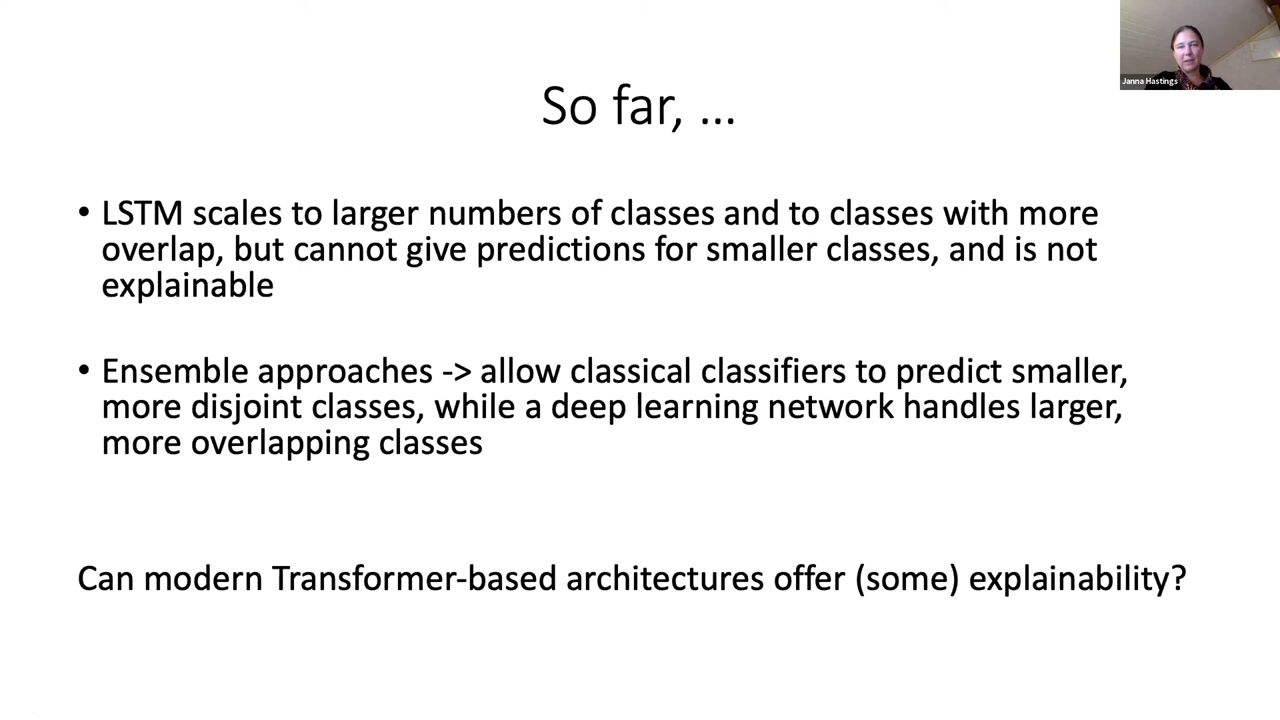 Janna Hastings
So far, ...
• LSTM scales to larger numbers of classes and to classes with more
overlap, but cannot give predictions for smaller classes, and is not
explainable
• Ensemble approaches -> allow classical classifiers to predict smaller,
more disjoint classes, while a deep learning network handles larger,
more overlapping classes
Can modern Transformer-based architectures offer (some) explainability?